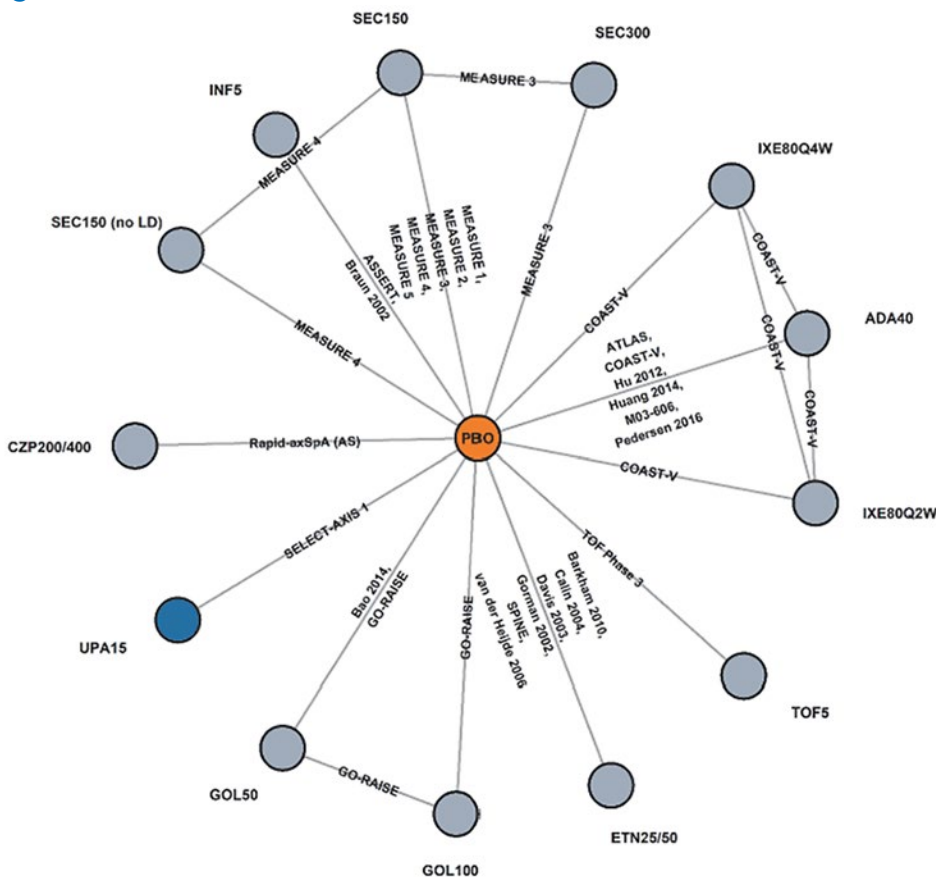 SEC150
SEC300
INF5
MEASURE 3
IXE80Q4W
MEASURE 4
SEC150 (no LD)
MEASURE 1,
MEASURE 2,
MEASURE 3,
MEASURE 4,
MEASURE 5
ASSERT,
Braun 2002
MEASURE 3
COAST-V
COAST-V
ADA40
MEASURE 4
ATLAS,
COAST-V,
Hu 2012,
Huang 2014,
M03-606,
Pedersen 2016
COAST-V
COAST-V
PBO
CZP200/400
Rapid-axSpA (AS)
COAST-V
IXE80Q2W
SELECT-AXIS 1
TOF Phase 3
UPA15
Bao 2014,
GO-RAISE
GO-RAISE
Barkham 2010,
Calin 2004,
Davis 2003,
Gorman 2002,
SPINE,
van der Heijde 2006
TOF5
GOL50
GO-RAISE
ETN25/50
GOL100